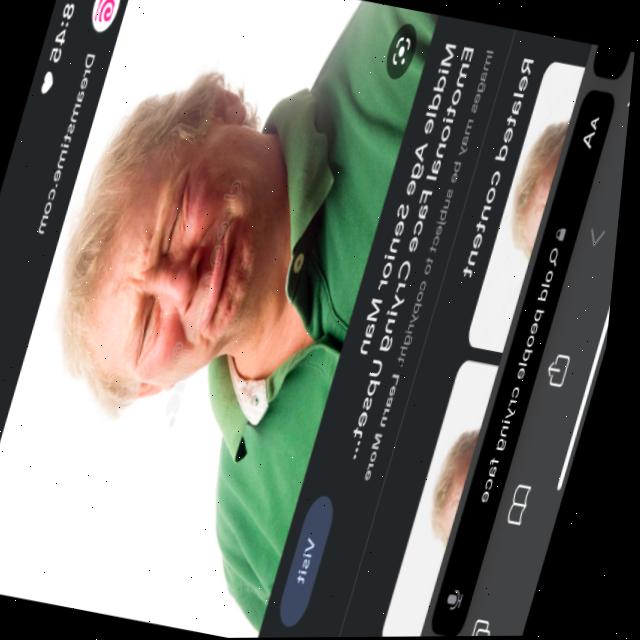 8:45
Dreamstime.com
Middle Age Senior Man
Emotional Face Crying Upset...
Visit
Images may be subject to copyright. Learn More
Related content
AA
old people crying face